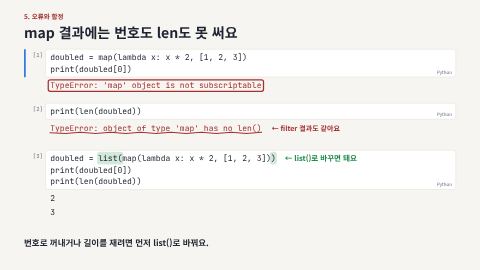 5. 오류와 함정
map 결과에는 번호도 len도 못 써요
[1] doubled = map(lambda x: x * 2, [1, 2, 3])
print(doubled[0])
Python
TypeError: 'map' object is not subscriptable
[2] print(len(doubled))
Python
TypeError: object of type 'map' has no len() ← filter 결과도 같아요
[3] doubled = list(map(lambda x: x * 2, [1, 2, 3])) ← list()로 바꾸면 돼요
print(doubled[0])
print(len(doubled))
Python
2
3
번호로 꺼내거나 길이를 재려면 먼저 list()로 바꿔요.